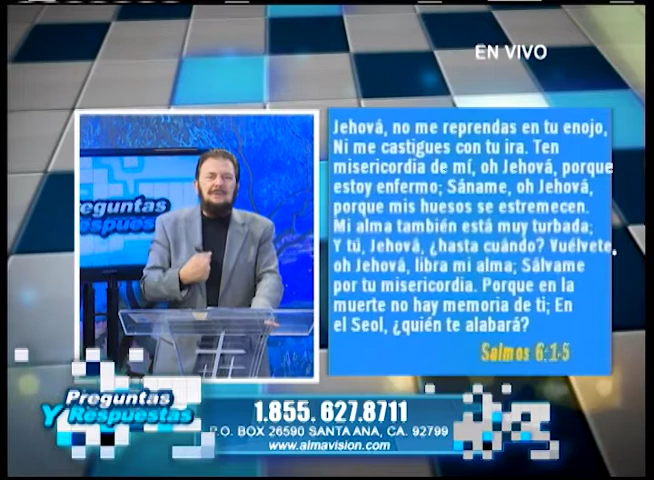 EN VIVO
Jehová, no me reprendas en tu enojo,
Ni me castigues con tu ira. Ten
misericordia de mí, oh Jehová, porque
estoy enfermo; Sáname, oh Jehová,
porque mis huesos se estremecen.
Mi alma también está muy turbada;
Y tú, Jehová, ¿hasta cuándo? Vuélvete,
oh Jehová, libra mi alma; Sálvame
por tu misericordia. Porque en la
muerte no hay memoria de ti; En
el Seol, ¿quién te alabará?
Salmos 6:1-5
eguntas
espues
Preguntas
Y Respuestas
1.855. 627.8711
P.O. BOX 26590 SANTA ANA, CA. 92799
www.almavision.com